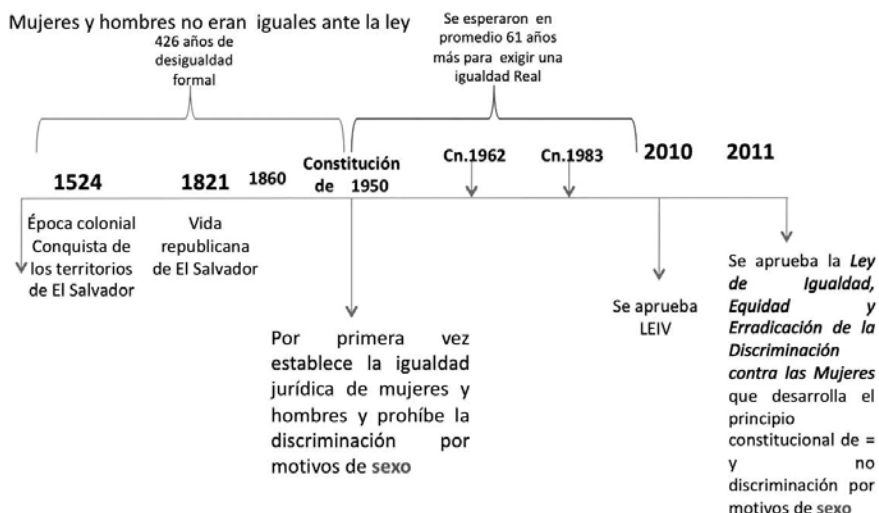 Mujeres y hombres no eran iguales ante la ley
426 años de
desigualdad
formal
Se esperaron en
promedio 61 años
más para exigir una
igualdad Real
1524
1821
1860
Constitución
de 1950
Cn.1962
Cn.1983
2010
2011
Época colonial
Conquista de
los territorios
de El Salvador
Vida
republicana
de El Salvador
Por primera vez
establece la igualdad
jurídica de mujeres y
hombres y prohíbe la
discriminación por
motivos de sexo
Se aprueba
LEIV
Se aprueba la Ley
de Igualdad,
Equidad y
Erradicación de la
Discriminación
contra las Mujeres
que desarrolla el
principio
constitucional de =
y no
discriminación por
motivos de sexo